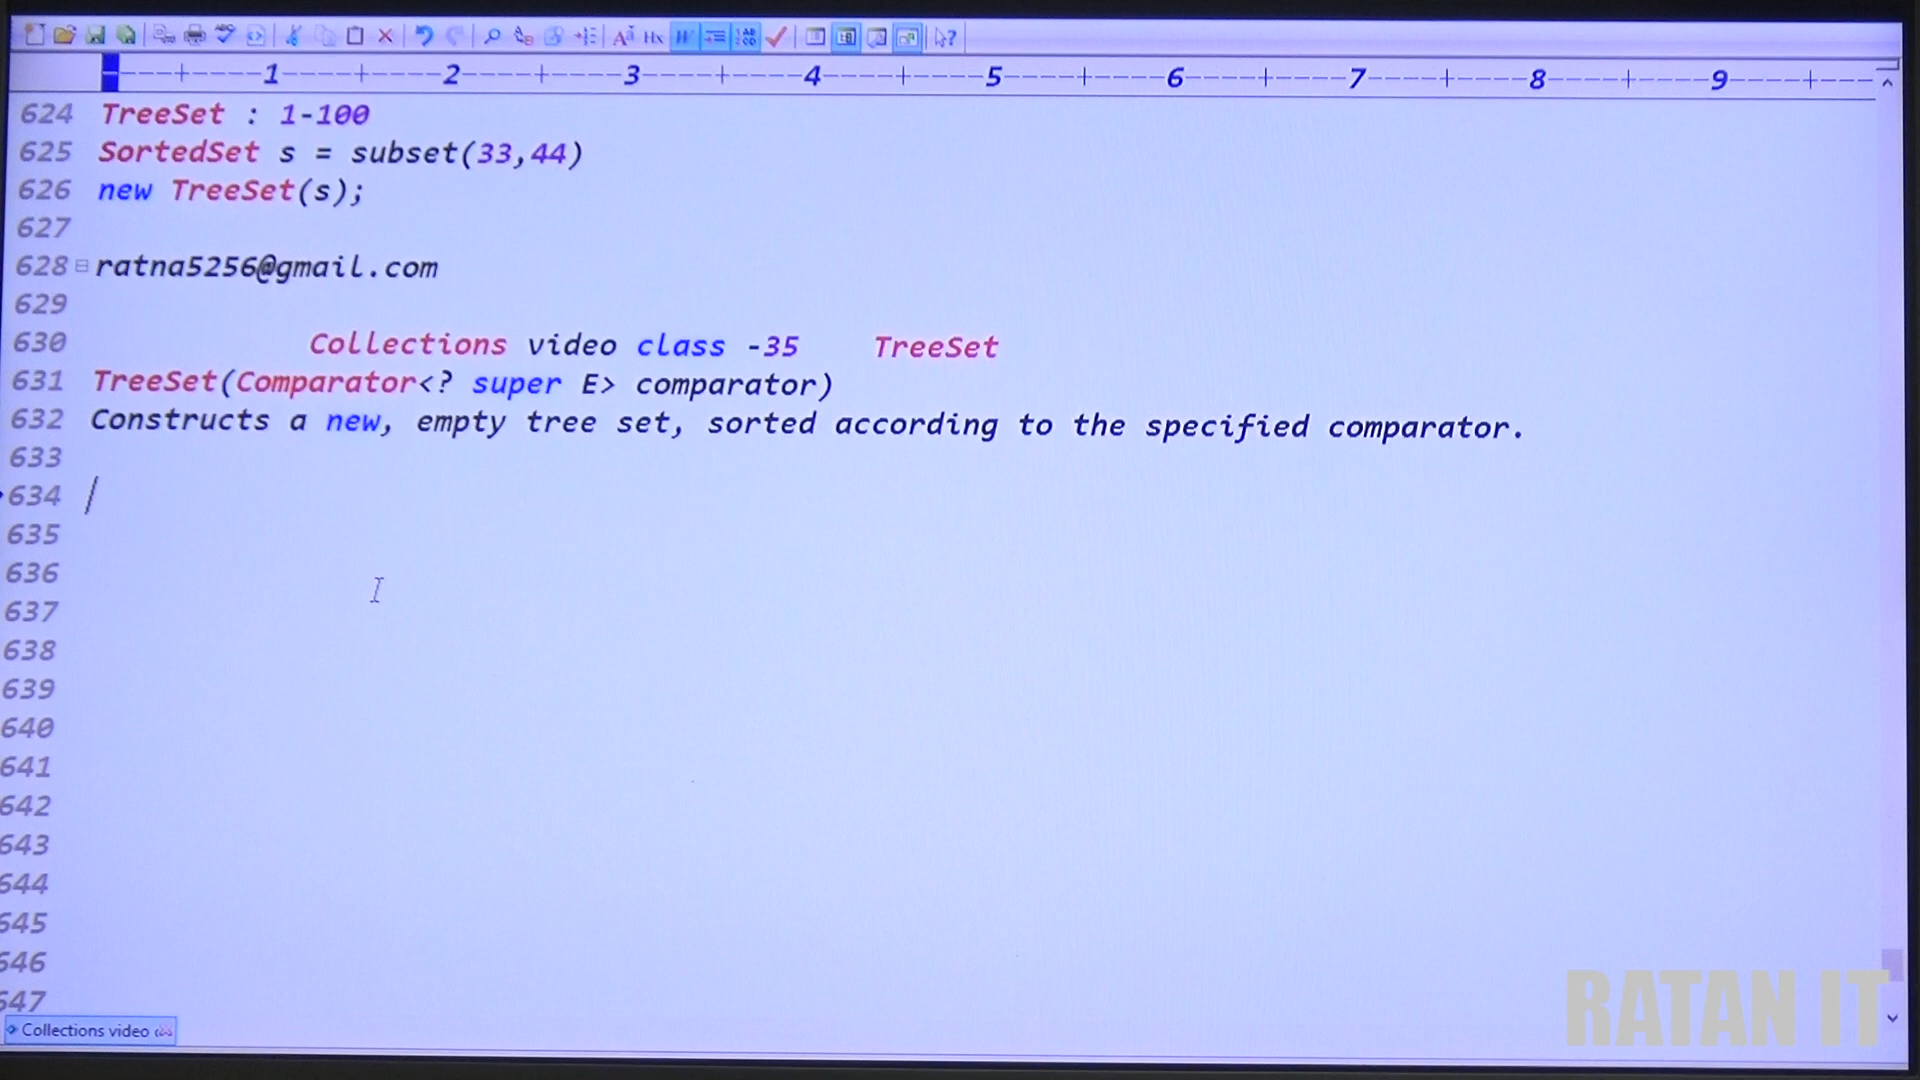 1 2 3 4 5 6 7 8 9
624 TreeSet : 1-100
625 SortedSet s = subset(33,44)
626 new TreeSet(s);
627
628 ratna5256@gmail.com
629
630 Collections video class -35 TreeSet
631 TreeSet(Comparator<? super E> comparator)
632 Constructs a new, empty tree set, sorted according to the specified comparator.
633
634
635
636
637
638
639
640
641
642
643
644
645
646
647
Collections video
RATAN IT